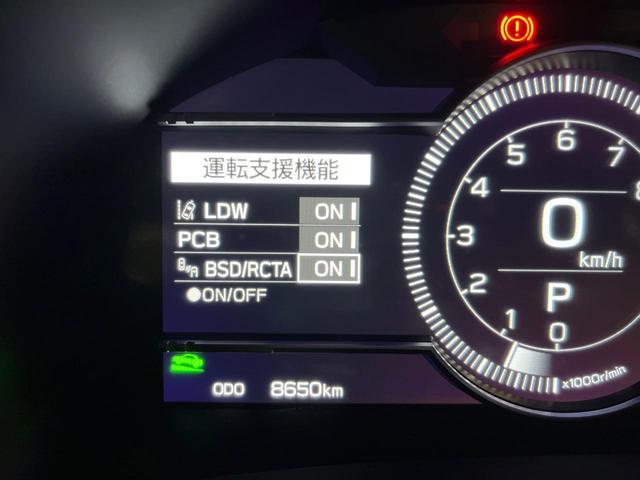 運転支援機能
LDW ON
PCB ON
BSD/RCTA ON
●ON/OFF
ODO 8650km
0
km/h
P
0
1
2
3
4
5
6
7
8
x1000r/min